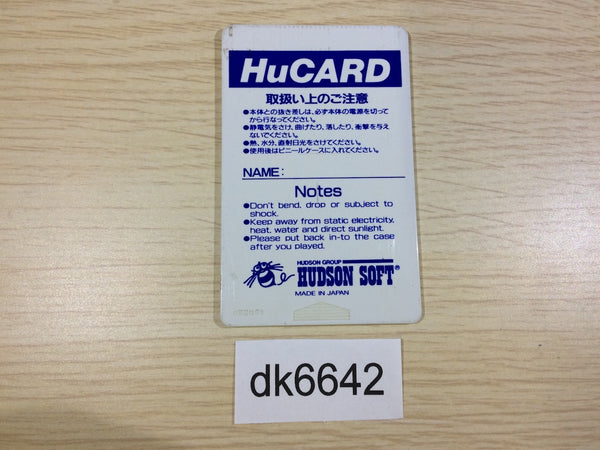 HuCARD
取扱い上のご注意
●本体との抜き差しは、必ず本体の電源を切って
から行なってください。
●静電気をさけ、曲げたり、落したり、衝撃を与え
ないでください。
●熱、水分、直射日光をさけてください。
●使用後はビニールケースに入れてください。
NAME:
Notes
●Don't bend, drop or subject to
shock.
●Keep away from static electricity,
heat, water and direct sunlight.
●Please put back in-to the case
after you played.
HUDSON GROUP
HUDSON SOFT®
MADE IN JAPAN
dk6642